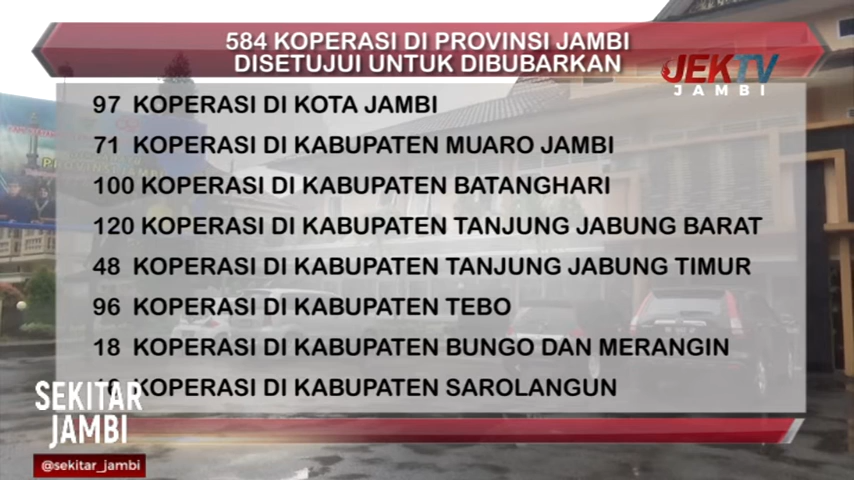 584 KOPERASI DI PROVINSI JAMBI
DISETUJUI UNTUK DIBUBARKAN
JEKTV
JAMBI
97 KOPERASI DI KOTA JAMBI
71 KOPERASI DI KABUPATEN MUARO JAMBI
100 KOPERASI DI KABUPATEN BATANGHARI
120 KOPERASI DI KABUPATEN TANJUNG JABUNG BARAT
48 KOPERASI DI KABUPATEN TANJUNG JABUNG TIMUR
96 KOPERASI DI KABUPATEN TEBO
18 KOPERASI DI KABUPATEN BUNGO DAN MERANGIN
KOPERASI DI KABUPATEN SAROLANGUN
SEKITAR
JAMBI
@sekitar_jambi